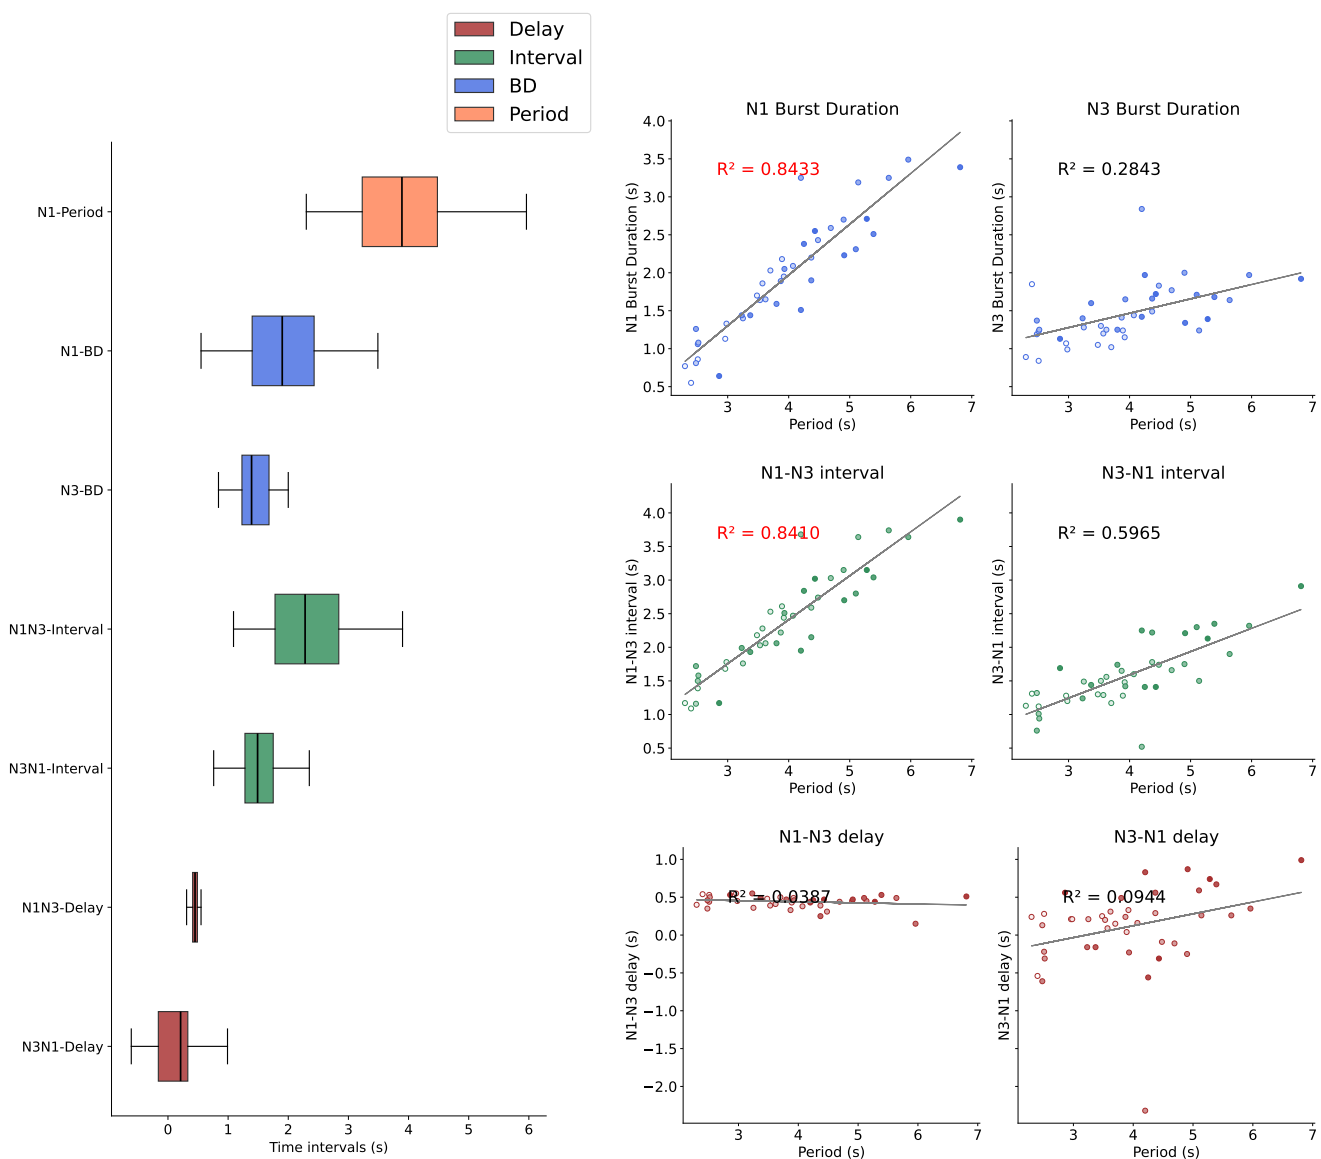 Delay
Interval
BD
Period
N1-Period
N1-BD
N3-BD
N1N3-Interval
N3N1-Interval
N1N3-Delay
N3N1-Delay
0 1 2 3 4 5 6
Time intervals (s)
N1 Burst Duration
R² = 0.8433
N1 Burst Duration (s)
4.0
3.5
3.0
2.5
2.0
1.5
1.0
0.5
3 4 5 6 7
Period (s)
N3 Burst Duration
R² = 0.2843
N3 Burst Duration (s)
3 4 5 6 7
Period (s)
N1-N3 interval
R² = 0.8410
N1-N3 interval (s)
4.0
3.5
3.0
2.5
2.0
1.5
1.0
0.5
3 4 5 6 7
Period (s)
N3-N1 interval
R² = 0.5965
N3-N1 interval (s)
3 4 5 6 7
Period (s)
N1-N3 delay
R² = 0.0387
N1-N3 delay (s)
1.0
0.5
0.0
−0.5
−1.0
−1.5
−2.0
3 4 5 6 7
Period (s)
N3-N1 delay
R² = 0.0944
N3-N1 delay (s)
3 4 5 6 7
Period (s)